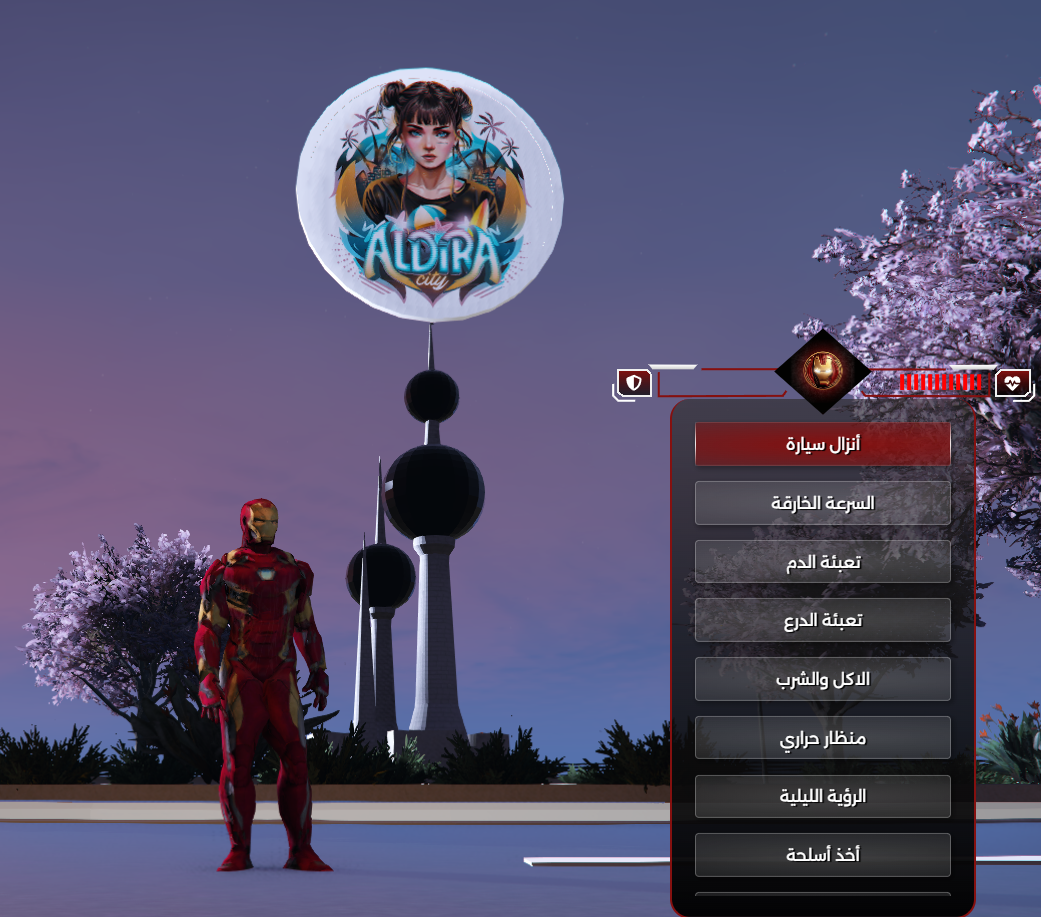 ALDIRA
city
أنزال سيارة
السرعة الخارقة
تعبئة الدم
تعبئة الدرع
الاكل والشرب
منظار حراري
الرؤية الليلية
أخذ أسلحة